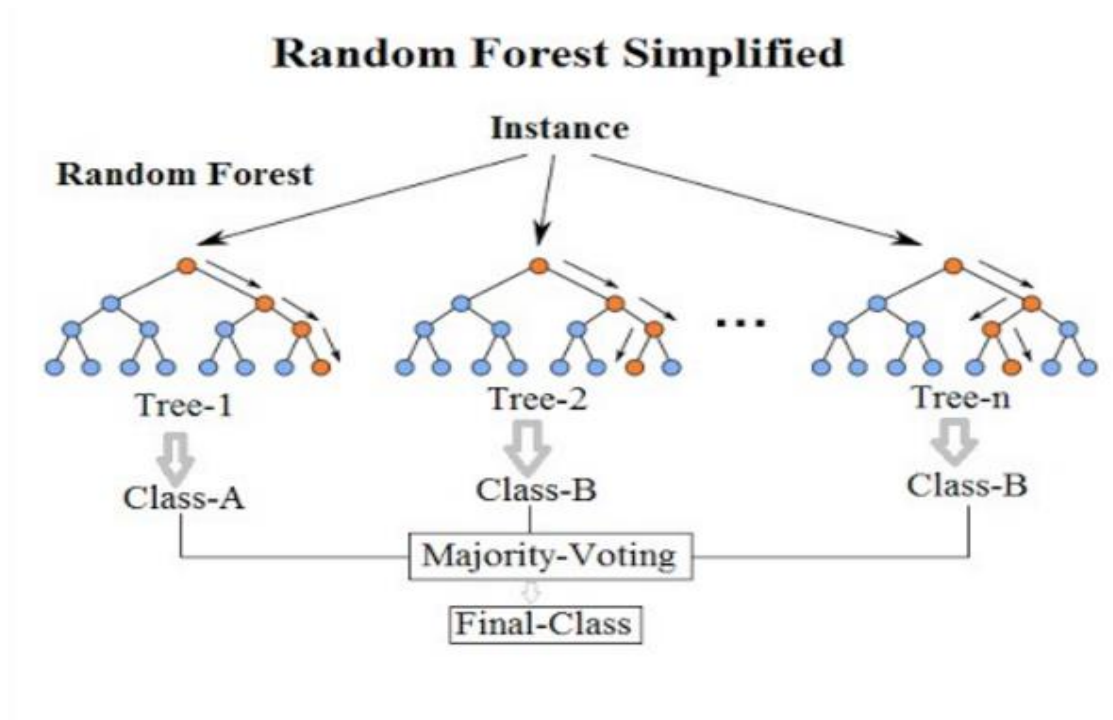 Random Forest Simplified
Instance
Random Forest
...
Tree-1
Tree-2
Tree-n
Class-A
Class-B
Class-B
Majority-Voting
Final-Class